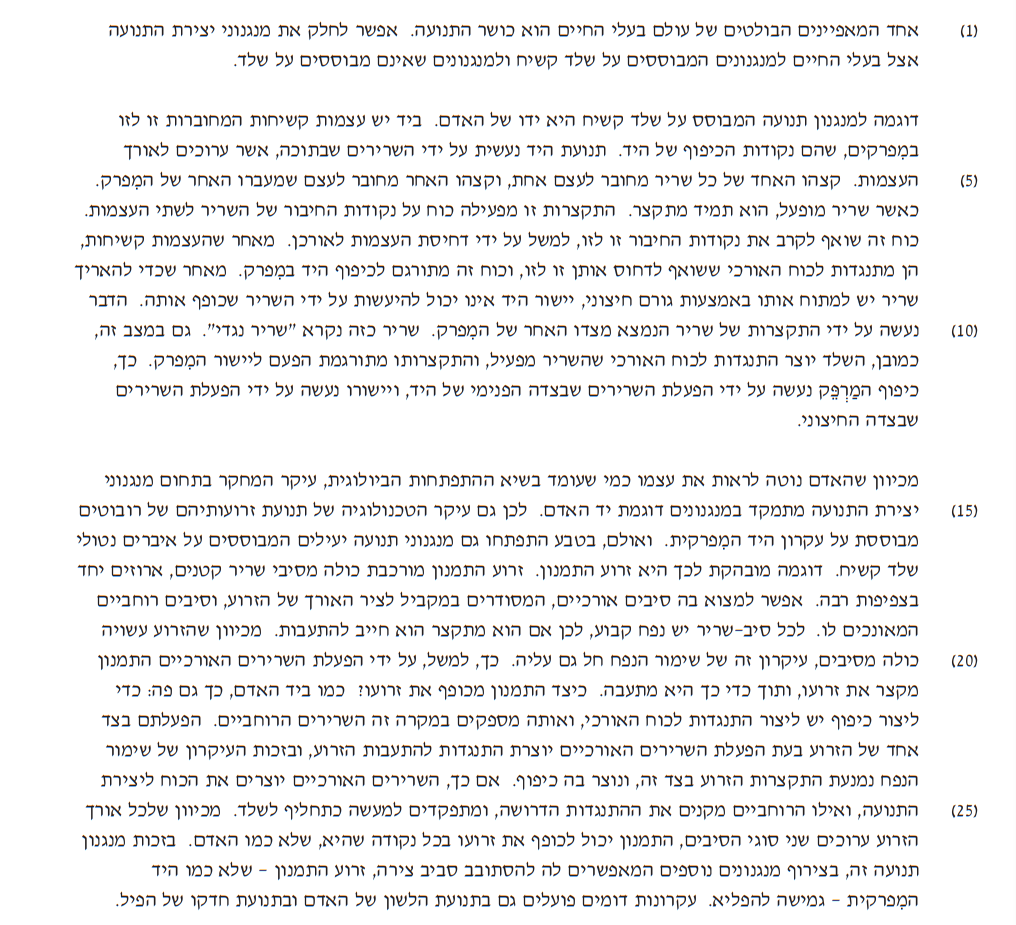 (1) אחד המאפיינים הבולטים של עולם בעלי החיים הוא כושר התנועה. אפשר לחלק את מנגנוני יצירת התנועה
אצל בעלי החיים למנגנונים המבוססים על שלד קשיח ולמנגנונים שאינם מבוססים על שלד.
דוגמה למנגנון תנועה המבוסס על שלד קשיח היא ידו של האדם. ביד יש עצמות קשיחות המחוברות זו לזו
במִפרקים, שהם נקודות הכיפוף של היד. תנועת היד נעשית על ידי השרירים שבתוכה, אשר ערוכים לאורך
(5) העצמות. קצהו האחד של כל שריר מחובר לעצם אחת, וקצהו האחר מחובר לעצם שמעברו האחר של המִפרק.
כאשר שריר מופעל, הוא תמיד מתקצר. התקצרות זו מפעילה כוח על נקודות החיבור של השריר לשתי העצמות.
כוח זה שואף לקרב את נקודות החיבור זו לזו, למשל על ידי דחיסת העצמות לאורכן. מאחר שהעצמות קשיחות,
הן מתנגדות לכוח האורכי ששואף לדחוס אותן זו לזו, וכוח זה מתורגם לכיפוף היד במִפרק. מאחר שכדי להאריך
שריר יש למתוח אותו באמצעות גורם חיצוני, יישור היד אינו יכול להיעשות על ידי השריר שכופף אותה. הדבר
(10) נעשה על ידי התקצרות של שריר הנמצא מצדו האחר של המִפרק. שריר כזה נקרא "שריר נגדי". גם במצב זה,
כמובן, השלד יוצר התנגדות לכוח האורכי שהשריר מפעיל, והתקצרותו מתורגמת הפעם ליישור המִפרק. כך,
כיפוף המַרְפֵּק נעשה על ידי הפעלת השרירים שבצדה הפנימי של היד, ויישורו נעשה על ידי הפעלת השרירים
שבצדה החיצוני.
מכיוון שהאדם נוטה לראות את עצמו כמי שעומד בשיא ההתפתחות הביולוגית, עיקר המחקר בתחום מנגנוני
(15) יצירת התנועה מתמקד במנגנונים דוגמת יד האדם. לכן גם עיקר הטכנולוגיה של תנועת זרועותיהם של רובוטים
מבוססת על עקרון היד המִפרקית. ואולם, בטבע התפתחו גם מנגנוני תנועה יעילים המבוססים על איברים נטולי
שלד קשיח. דוגמה מובהקת לכך היא זרוע התמנון. זרוע התמנון מורכבת כולה מסיבי שריר קטנים, ארוזים יחד
בצפיפות רבה. אפשר למצוא בה סיבים אורכיים, המסודרים במקביל לציר האורך של הזרוע, וסיבים רוחביים
המאונכים לו. לכל סיב-שריר יש נפח קבוע, לכן אם הוא מתקצר הוא חייב להתעבות. מכיוון שהזרוע עשויה
(20) כולה מסיבים, עיקרון זה של שימור הנפח חל גם עליה. כך, למשל, על ידי הפעלת השרירים האורכיים התמנון
מקצר את זרועו, ותוך כדי כך היא מתעבה. כיצד התמנון מכופף את זרועו? כמו ביד האדם, כך גם פה: כדי
ליצור כיפוף יש ליצור התנגדות לכוח האורכי, ואותה מספקים במקרה זה השרירים הרוחביים. הפעלתם בצד
אחד של הזרוע בעת הפעלת השרירים האורכיים יוצרת התנגדות להתעבות הזרוע, ובזכות העיקרון של שימור
הנפח נמנעת התקצרות הזרוע בצד זה, ונוצר בה כיפוף. אם כך, השרירים האורכיים יוצרים את הכוח ליצירת
(25) התנועה, ואילו הרוחביים מקנים את ההתנגדות הדרושה, ומתפקדים למעשה כתחליף לשלד. מכיוון שלכל אורך
הזרוע ערוכים שני סוגי הסיבים, התמנון יכול לכופף את זרועו בכל נקודה שהיא, שלא כמו האדם. בזכות מנגנון
תנועה זה, בצירוף מנגנונים נוספים המאפשרים לה להסתובב סביב צירה, זרוע התמנון - שלא כמו היד
המִפרקית - גמישה להפליא. עקרונות דומים פועלים גם בתנועת הלשון של האדם ובתנועת חדקו של הפיל.